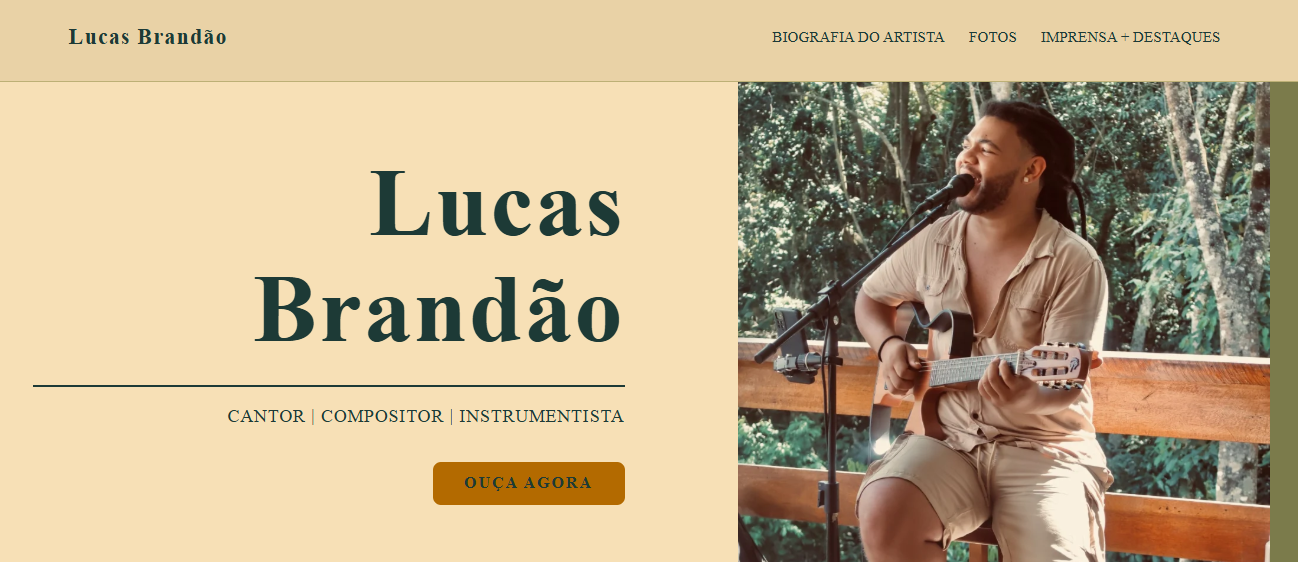 Lucas Brandão
BIOGRAFIA DO ARTISTA FOTOS IMPRENSA + DESTAQUES
Lucas
Brandão
CANTOR | COMPOSITOR | INSTRUMENTISTA
OUÇA AGORA